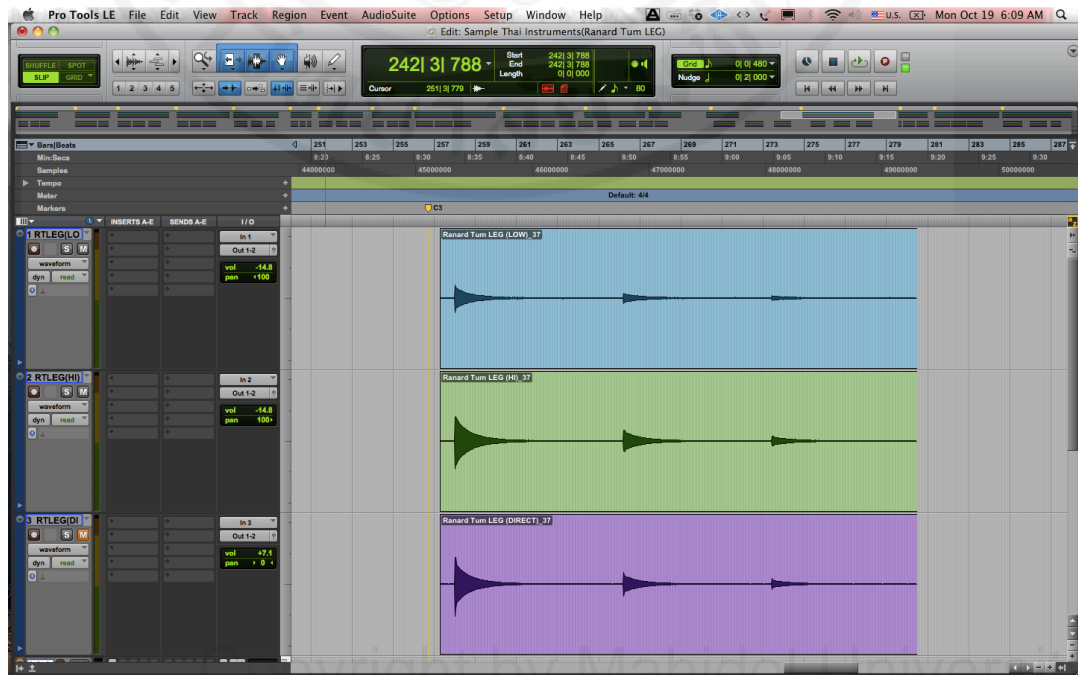 Pro Tools LE File Edit View Track Region Event AudioSuite Options Setup Window Help U.S. Mon Oct 19 6:09 AM
Edit: Sample Thai Instruments(Ranard Tum LEG)
SHUFFLE SPOT
SLIP GRID
1 2 3 4 5
242| 3| 788
Start 242| 3| 788
End 242| 3| 788
Length 0| 0| 000
Cursor 251| 3| 779 80
Grid 0| 0| 480
Nudge 0| 2| 000
Bars|Beats 251 253 255 257 259 261 263 265 267 269 271 273 275 277 279 281 283 285 287
Min:Secs 8:20 8:25 8:30 8:35 8:40 8:45 8:50 8:55 9:00 9:05 9:10 9:15 9:20 9:25 9:30
Samples 44000000 45000000 46000000 47000000 48000000 49000000 50000000
Tempo
Meter Default: 4/4
Markers C3
INSERTS A-E SENDS A-E I / O
1 RTLEG(LO
S M
waveform
dyn read
In 1
Out 1-2
vol -14.8
pan ‹100
Ranard Tum LEG (LOW)_37
2 RTLEG(HI)
S M
waveform
dyn read
In 2
Out 1-2
vol -14.8
pan 100›
Ranard Tum LEG (HI)_37
3 RTLEG(DI
S M
waveform
dyn read
In 3
Out 1-2
vol +7.1
pan › 0 ‹
Ranard Tum LEG (DIRECT)_37
Copyright by Mahidol Universit